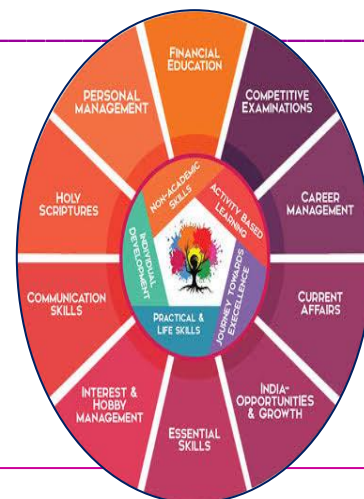 FINANCIAL
EDUCATION
COMPETITIVE
EXAMINATIONS
CAREER
MANAGEMENT
CURRENT
AFFAIRS
INDIA-
OPPORTUNITIES
& GROWTH
ESSENTIAL
SKILLS
INTEREST &
HOBBY
MANAGEMENT
COMMUNICATION
SKILLS
HOLY
SCRIPTURES
PERSONAL
MANAGEMENT
NON-ACADEMIC
SKILLS
ACTIVITY BASED
LEARNING
JOURNEY TOWARDS
EXECELLENCE
PRACTICAL &
LIFE SKILLS
INDIVIDUAL
DEVELOPMENT